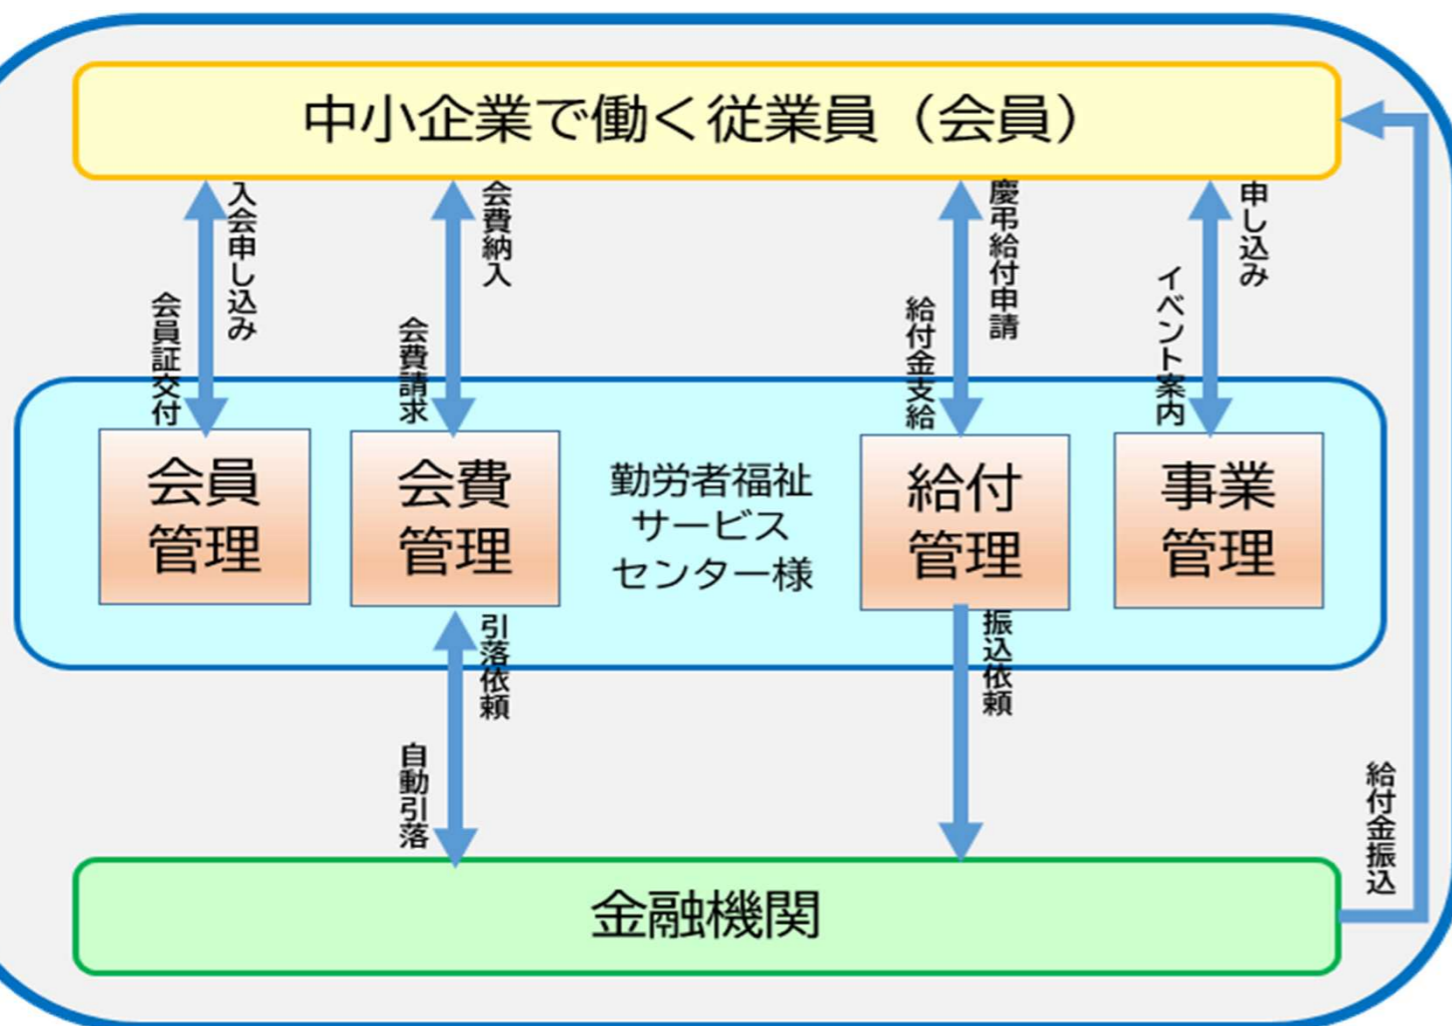 中小企業で働く従業員（会員）
入会申し込み
会員証交付
会費納入
会費請求
慶弔給付申請
給付金支給
申し込み
イベント案内
会員
管理
会費
管理
勤労者福祉
サービス
センター様
給付
管理
事業
管理
引落依頼
自動引落
振込依頼
給付金振込
金融機関